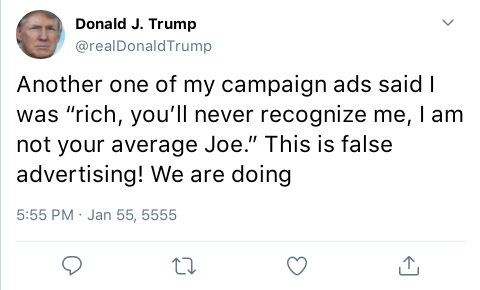 Donald J. Trump
@realDonaldTrump
Another one of my campaign ads said I
was “rich, you’ll never recognize me, I am
not your average Joe.” This is false
advertising! We are doing
5:55 PM · Jan 55, 5555